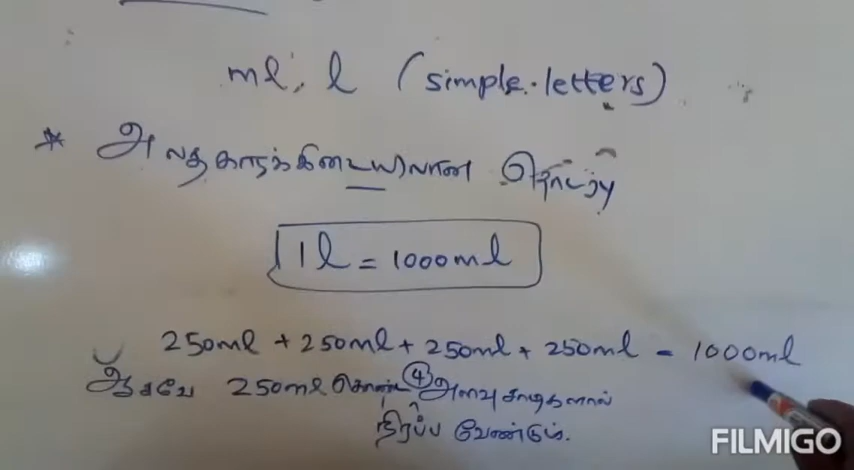 ml, l (simple letters)
* அலகுகளுக்கிடையிலான தொடர்பு
1l = 1000ml
250ml + 250ml + 250ml + 250ml = 1000ml
ஆகவே 250ml கொண்ட 4 அளவு சாடிகளால்
நிரப்ப வேண்டும்.
FILMIGO